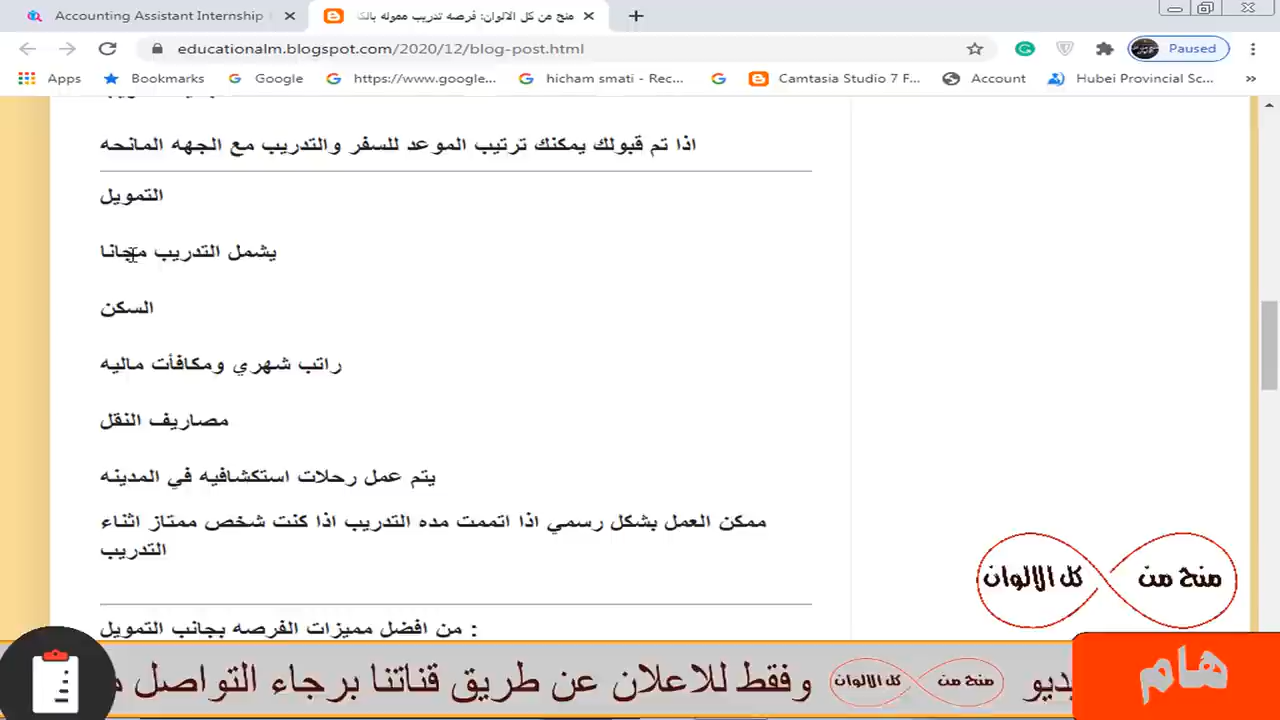 Accounting Assistant Internship
منح من كل الالوان: فرصه تدريب ممولة بالك
educationalm.blogspot.com/2020/12/blog-post.html
Paused
Apps
Bookmarks
Google
https://www.google...
hicham smati - Rec...
Camtasia Studio 7 F...
Account
Hubei Provincial Sc...
»
اذا تم قبولك يمكنك ترتيب الموعد للسفر والتدريب مع الجهه المانحه
التمويل
يشمل التدريب مجانا
السكن
راتب شهري ومكافأت ماليه
مصاريف النقل
يتم عمل رحلات استكشافيه في المدينه
ممكن العمل بشكل رسمي اذا اتممت مده التدريب اذا كنت شخص ممتاز اثناء
التدريب
من افضل مميزات الفرصه بجانب التمويل :
منح من كل الالوان
هام
يديو منح من كل الالوان وفقط للاعلان عن طريق قناتنا برجاء التواصل